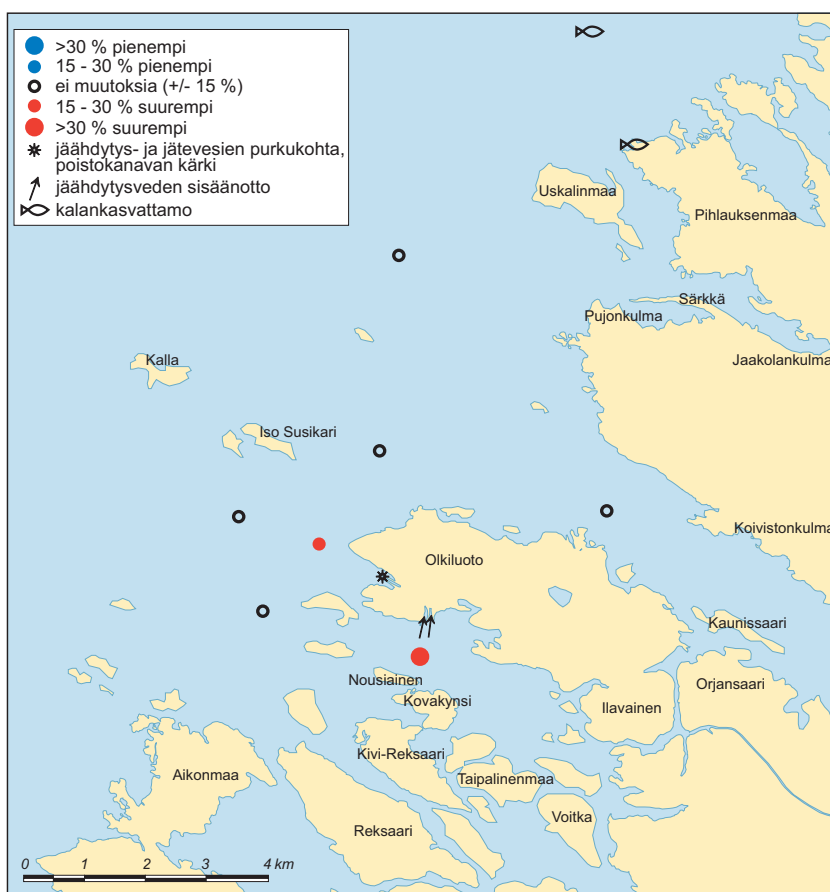 >30 % pienempi
15 - 30 % pienempi
ei muutoksia (+/- 15 %)
15 - 30 % suurempi
>30 % suurempi
jäähdytys- ja jätevesien purkukohta,
poistokanavan kärki
jäähdytysveden sisäänotto
kalankasvattamo
Uskalinmaa
Pihlauksenmaa
Särkkä
Pujonkulma
Kalla
Jaakolankulma
Iso Susikari
Koivistonkulma
Olkiluoto
Kaunissaari
Nousiainen
Orjansaari
Kovakynsi
Ilavainen
Kivi-Reksaari
Aikonmaa
Taipalinenmaa
Voitka
Reksaari
0 1 2 3 4 km